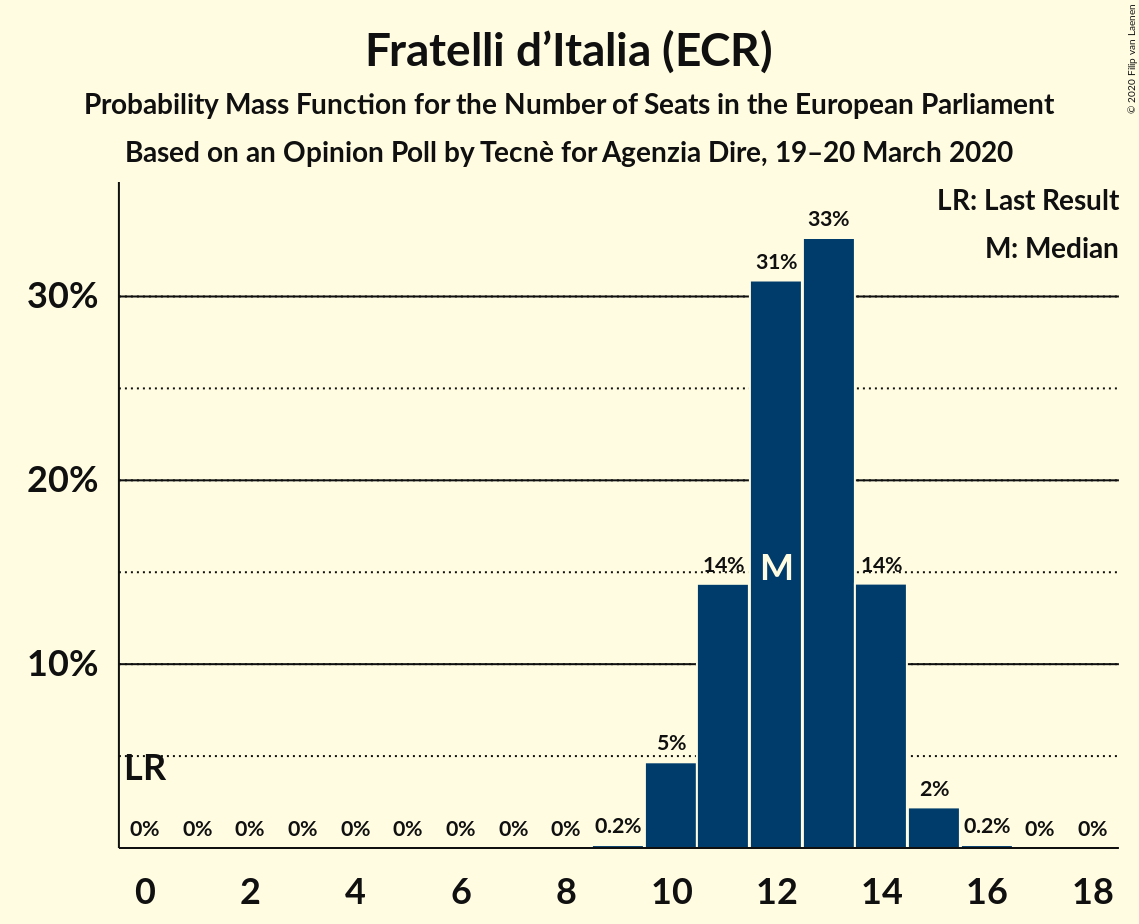 Fratelli d’Italia (ECR)
Probability Mass Function for the Number of Seats in the European Parliament
Based on an Opinion Poll by Tecnè for Agenzia Dire, 19–20 March 2020
© 2020 Filip van Laenen
LR: Last Result
M: Median
33%
31%
30%
20%
14%
M
14%
10%
5%
LR
2%
0% 0% 0% 0% 0% 0% 0% 0% 0% 0.2% 0.2% 0% 0%
0 2 4 6 8 10 12 14 16 18